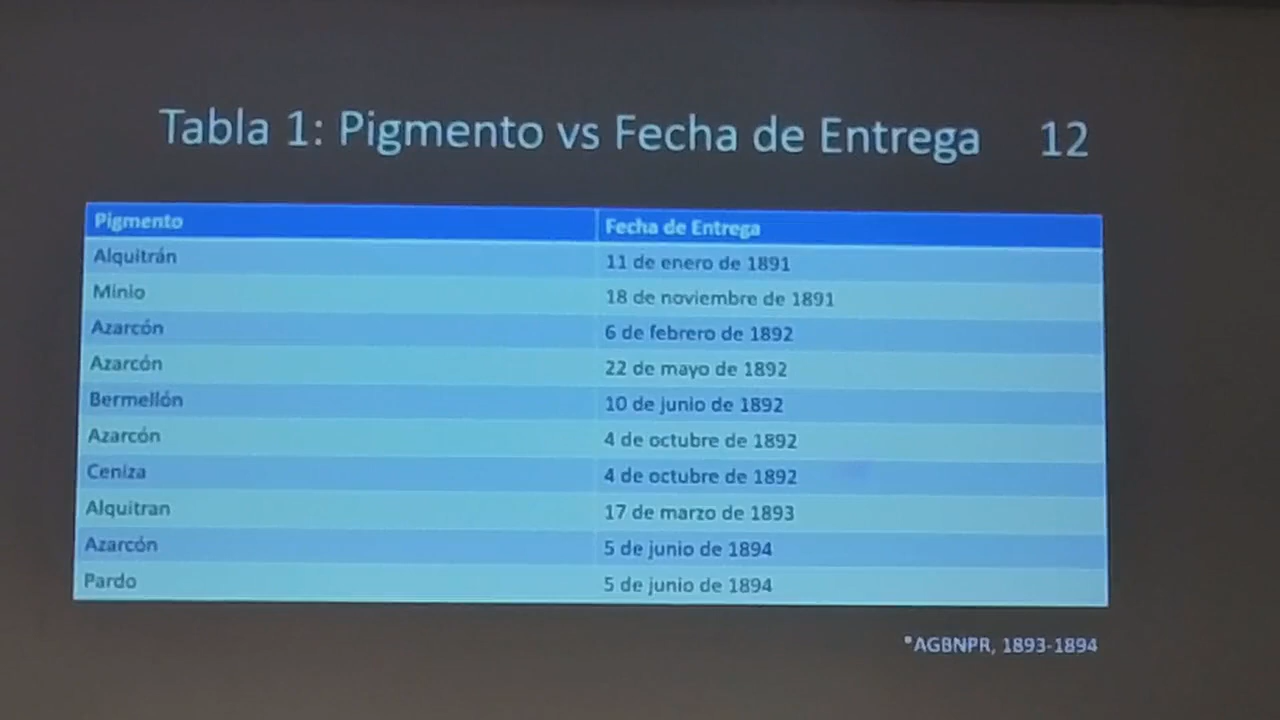 Tabla 1: Pigmento vs Fecha de Entrega 12
Pigmento Fecha de Entrega
Alquitrán 11 de enero de 1891
Minio 18 de noviembre de 1891
Azarcón 6 de febrero de 1892
Azarcón 22 de mayo de 1892
Bermellón 10 de junio de 1892
Azarcón 4 de octubre de 1892
Ceniza 4 de octubre de 1892
Alquitran 17 de marzo de 1893
Azarcón 5 de junio de 1894
Pardo 5 de junio de 1894
*AGBNPR, 1893-1894